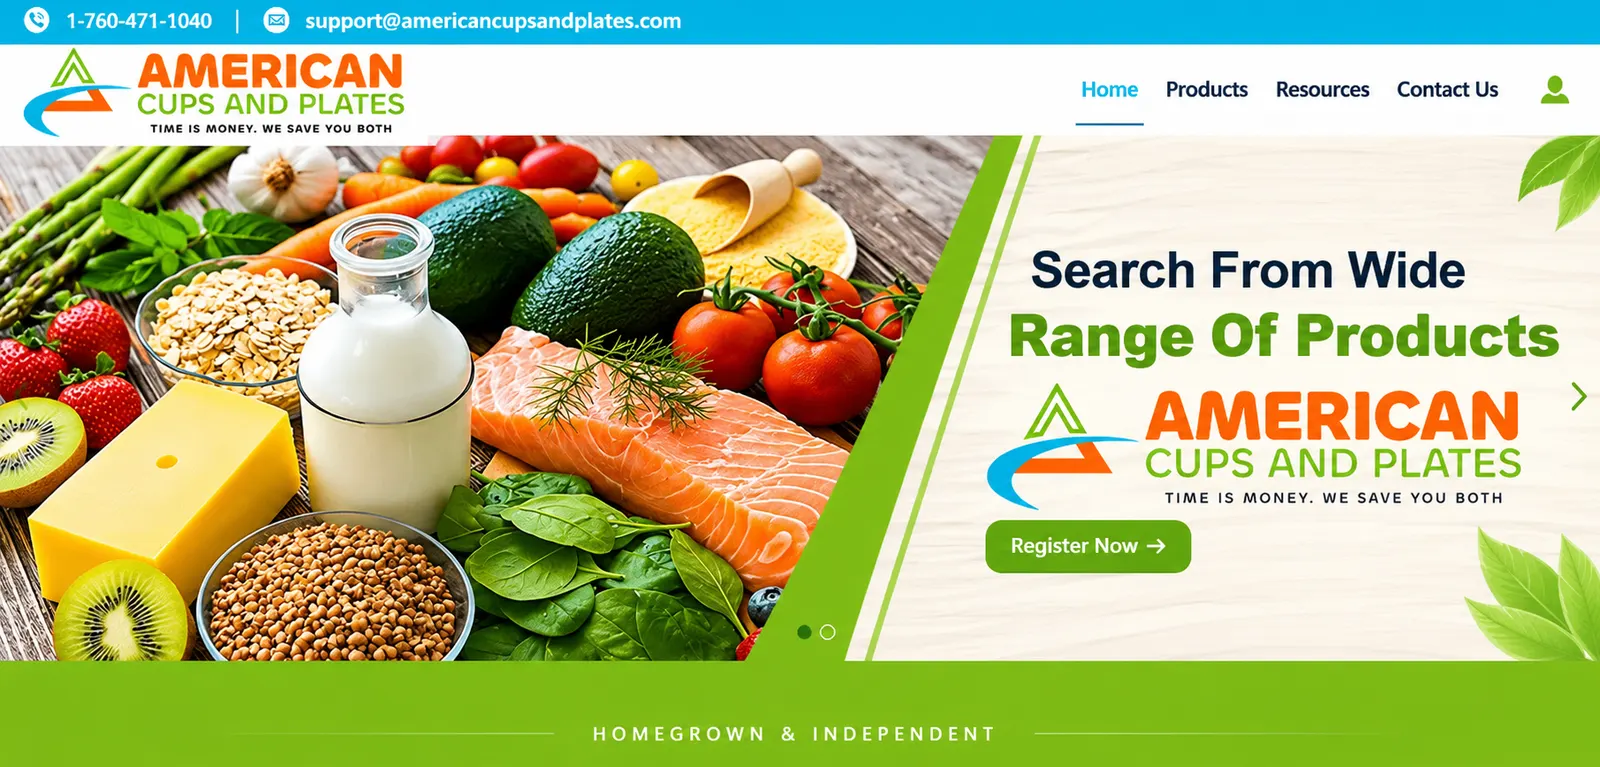 1-760-471-1040 | support@americancupsandplates.com
AMERICAN
CUPS AND PLATES
TIME IS MONEY. WE SAVE YOU BOTH
Home Products Resources Contact Us
Search From Wide
Range Of Products
AMERICAN
CUPS AND PLATES
TIME IS MONEY. WE SAVE YOU BOTH
Register Now →
HOMEGROWN & INDEPENDENT